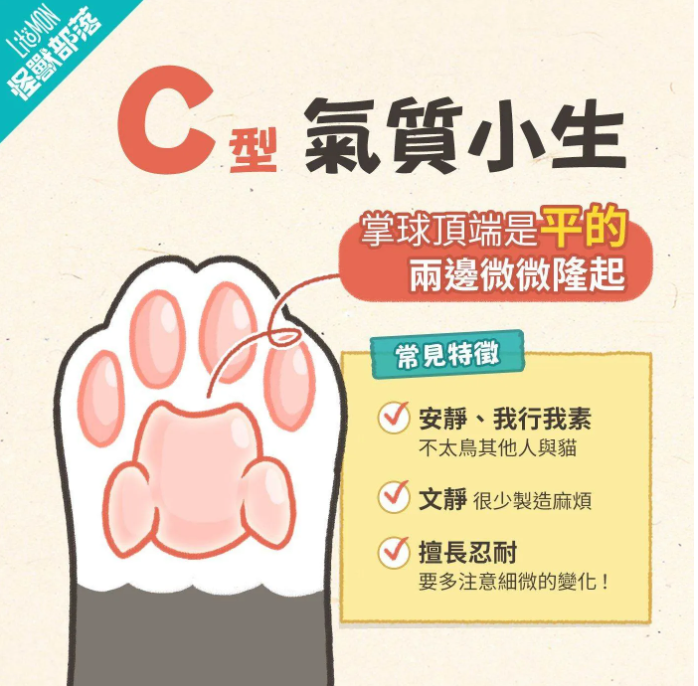 LitoMON
怪獸部落
C型 氣質小生
掌球頂端是平的
兩邊微微隆起
常見特徵
安靜、我行我素
不太鳥其他人與貓
文靜 很少製造麻煩
擅長忍耐
要多注意細微的變化！